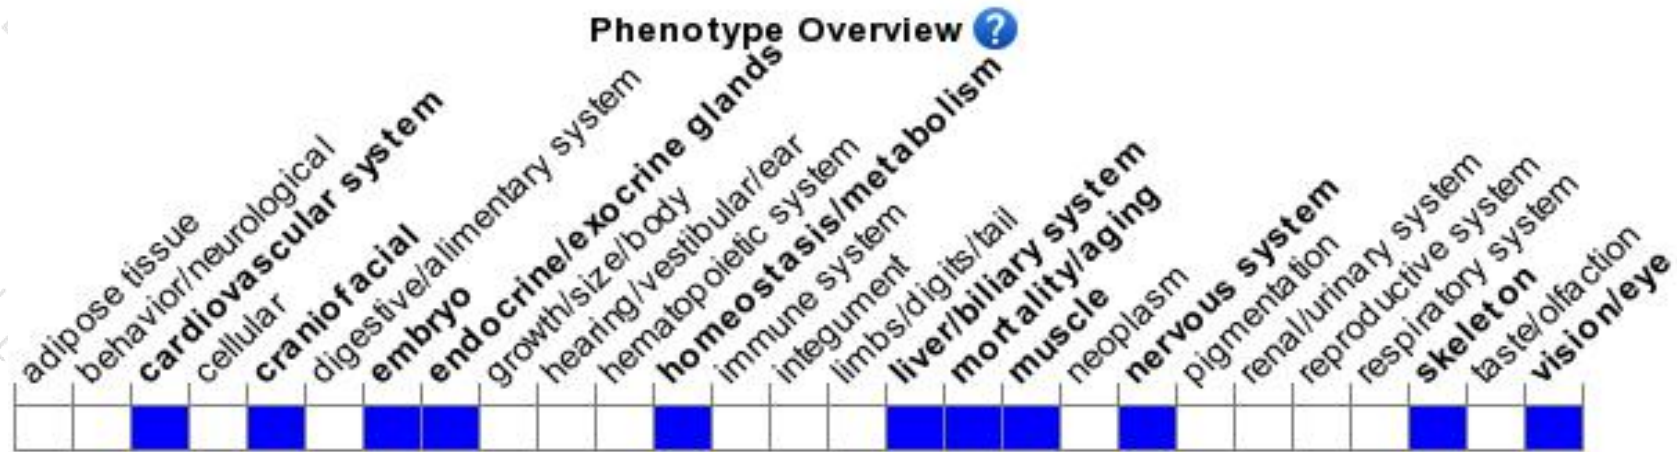 Phenotype Overview ?
adipose tissue
behavior/neurological
cardiovascular system
cellular
craniofacial
digestive/alimentary system
embryo
endocrine/exocrine glands
growth/size/body
hearing/vestibular/ear
hematopoietic system
homeostasis/metabolism
immune system
integument
limbs/digits/tail
liver/biliary system
mortality/aging
muscle
neoplasm
nervous system
pigmentation
renal/urinary system
reproductive system
respiratory system
skeleton
taste/olfaction
vision/eye